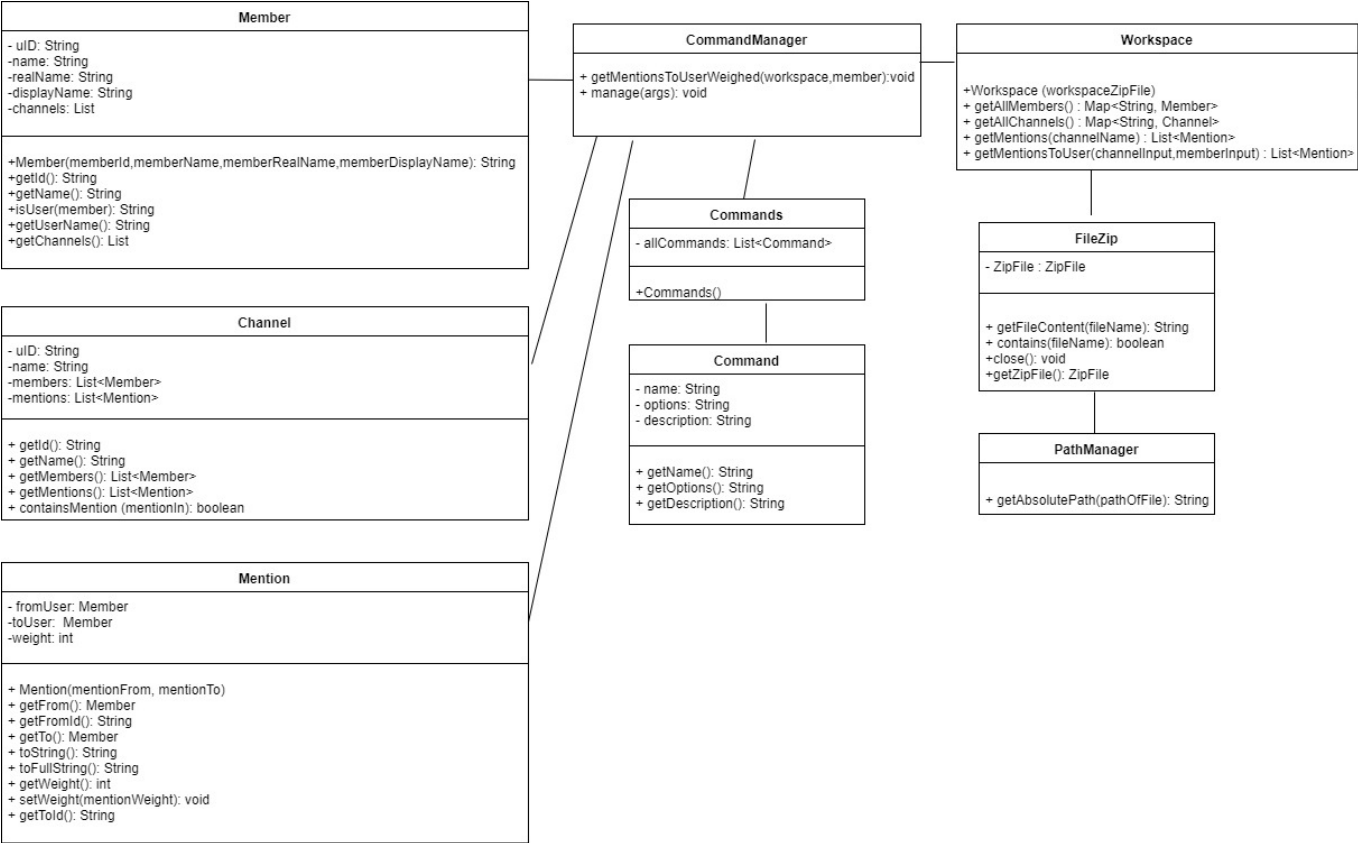 Member
- uID: String
-name: String
-realName: String
-displayName: String
-channels: List
+Member(memberId,memberName,memberRealName,memberDisplayName): String
+getId(): String
+getName(): String
+isUser(member): String
+getUserName(): String
+getChannels(): List
Channel
- uID: String
-name: String
-members: List<Member>
-mentions: List<Mention>
+ getId(): String
+ getName(): String
+ getMembers(): List<Member>
+ getMentions(): List<Mention>
+ containsMention (mentionIn): boolean
Mention
- fromUser: Member
-toUser:  Member
-weight: int
+ Mention(mentionFrom, mentionTo)
+ getFrom(): Member
+ getFromId(): String
+ getTo(): Member
+ toString(): String
+ toFullString(): String
+ getWeight(): int
+ setWeight(mentionWeight): void
+ getToId(): String
CommandManager
+ getMentionsToUserWeighed(workspace,member):void
+ manage(args): void
Commands
- allCommands: List<Command>
+Commands()
Command
- name: String
- options: String
- description: String
+ getName(): String
+ getOptions(): String
+ getDescription(): String
Workspace
+Workspace (workspaceZipFile)
+ getAllMembers() : Map<String, Member>
+ getAllChannels() : Map<String, Channel>
+ getMentions(channelName) : List<Mention>
+ getMentionsToUser(channelInput,memberInput) : List<Mention>
FileZip
- ZipFile : ZipFile
+ getFileContent(fileName): String
+ contains(fileName): boolean
+close(): void
+getZipFile(): ZipFile
PathManager
+ getAbsolutePath(pathOfFile): String